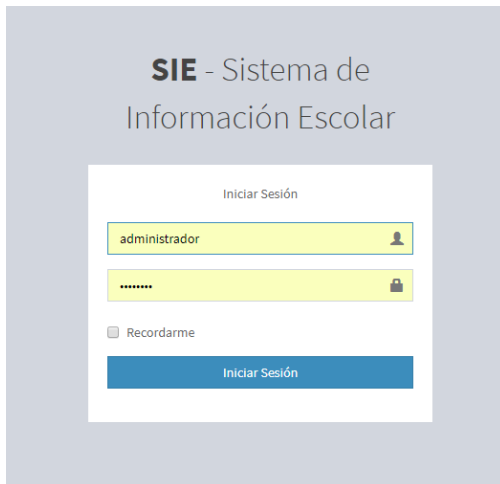 SIE - Sistema de
Información Escolar
Iniciar Sesión
administrador
••••••••
Recordarme
Iniciar Sesión